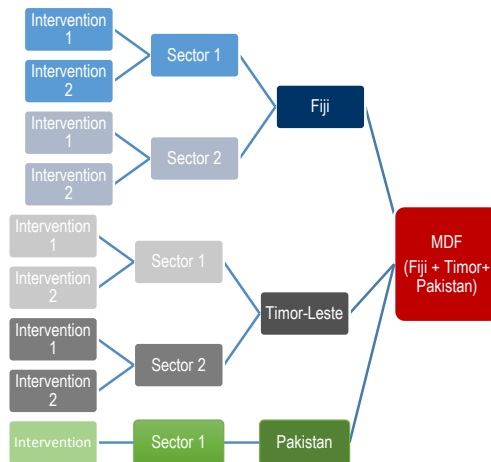 Intervention
1
Sector 1
Intervention
2
Fiji
Intervention
1
Sector 2
Intervention
2
MDF
(Fiji + Timor+
Pakistan)
Intervention
1
Sector 1
Intervention
2
Timor-Leste
Intervention
1
Sector 2
Intervention
2
Intervention
Sector 1
Pakistan